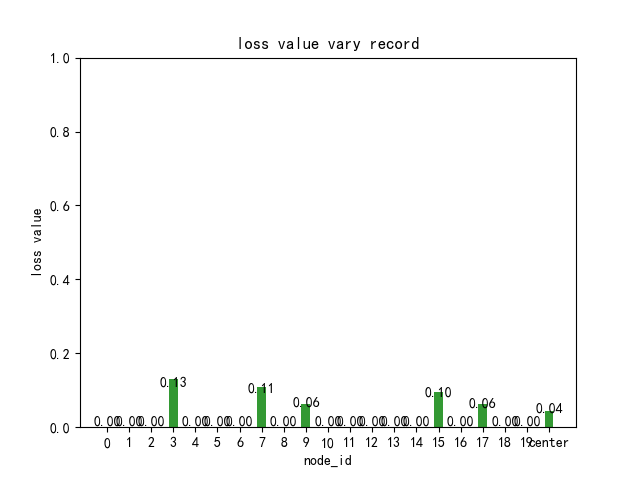 loss value vary record
1.0
0.8
0.6
0.4
0.2
0.0
loss value
0.00 0.00 0.00 0.13 0.00 0.00 0.00 0.11 0.00 0.06 0.00 0.00 0.00 0.00 0.00 0.10 0.00 0.06 0.00 0.00 0.04
0 1 2 3 4 5 6 7 8 9 10 11 12 13 14 15 16 17 18 19 center
node_id